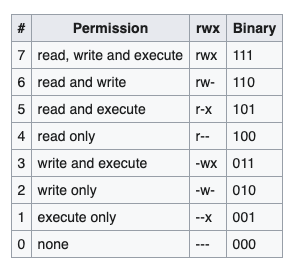 # Permission rwx Binary
7 read, write and execute rwx 111
6 read and write rw- 110
5 read and execute r-x 101
4 read only r-- 100
3 write and execute -wx 011
2 write only -w- 010
1 execute only --x 001
0 none --- 000